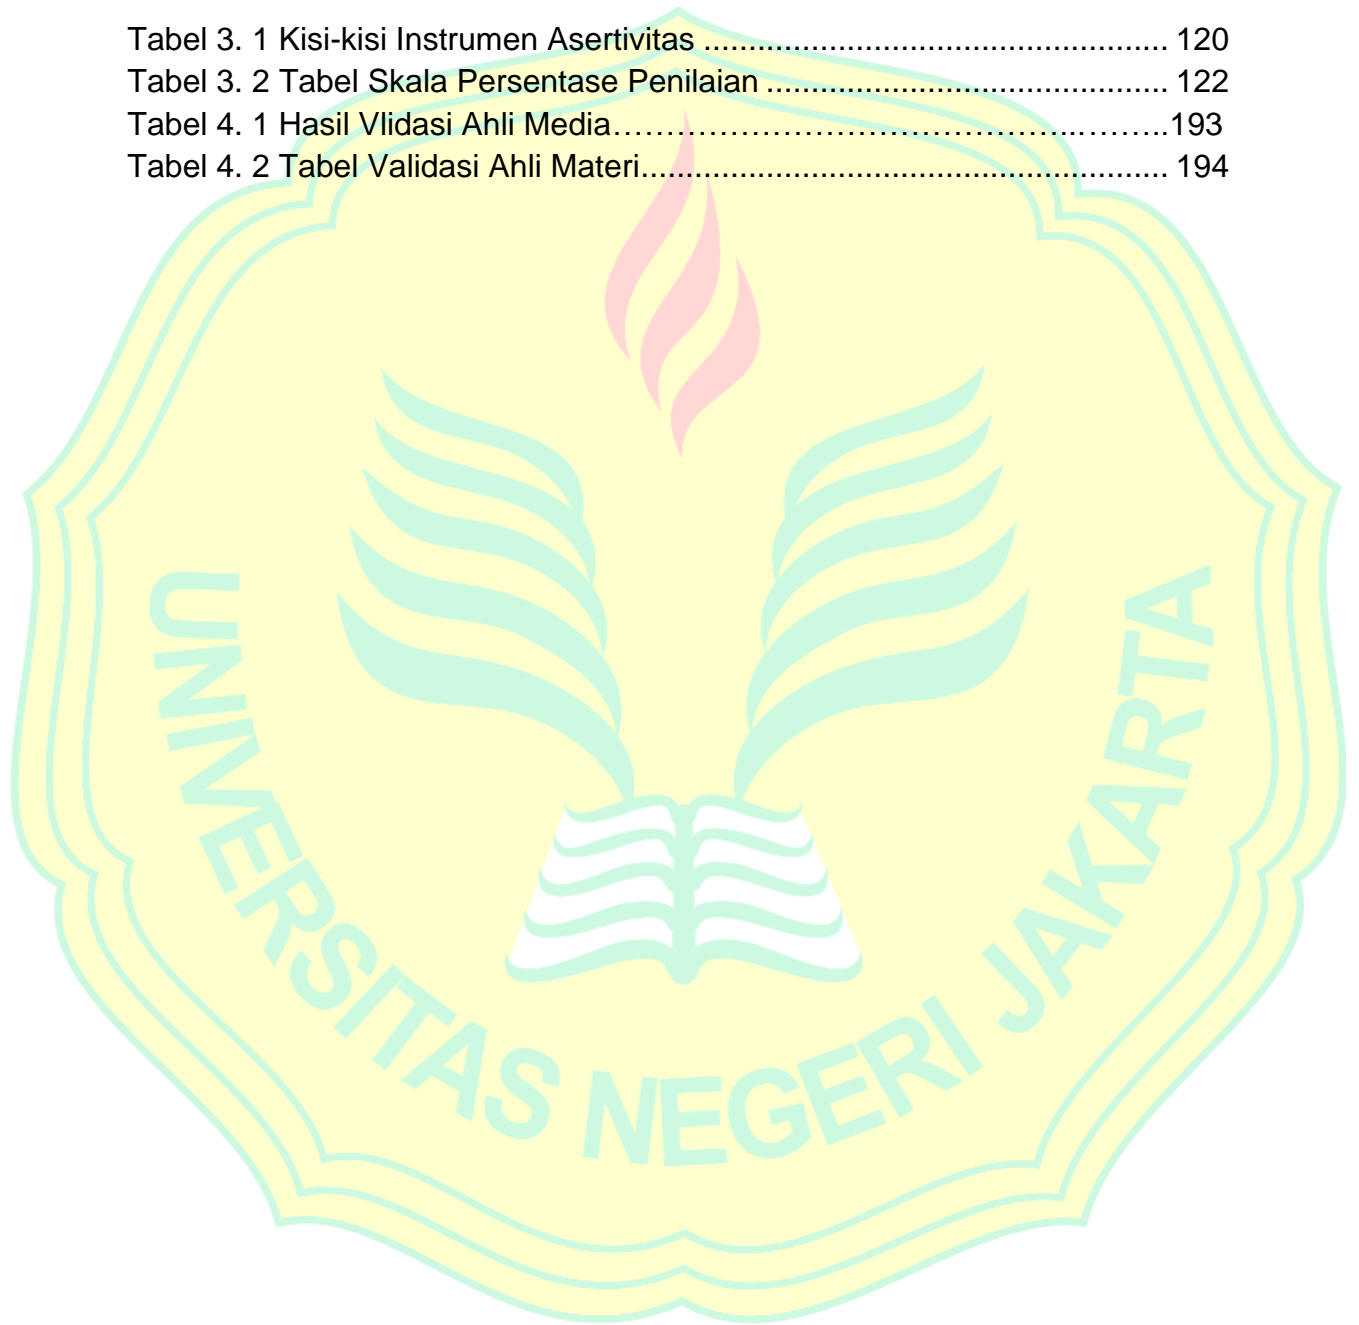 Tabel 3. 1 Kisi-kisi Instrumen Asertivitas ....................................................... 120
Tabel 3. 2 Tabel Skala Persentase Penilaian ............................................... 122
Tabel 4. 1 Hasil Vlidasi Ahli Media……………………………………..……..193
Tabel 4. 2 Tabel Validasi Ahli Materi.............................................................. 194
UNIVERSITAS NEGERI JAKARTA